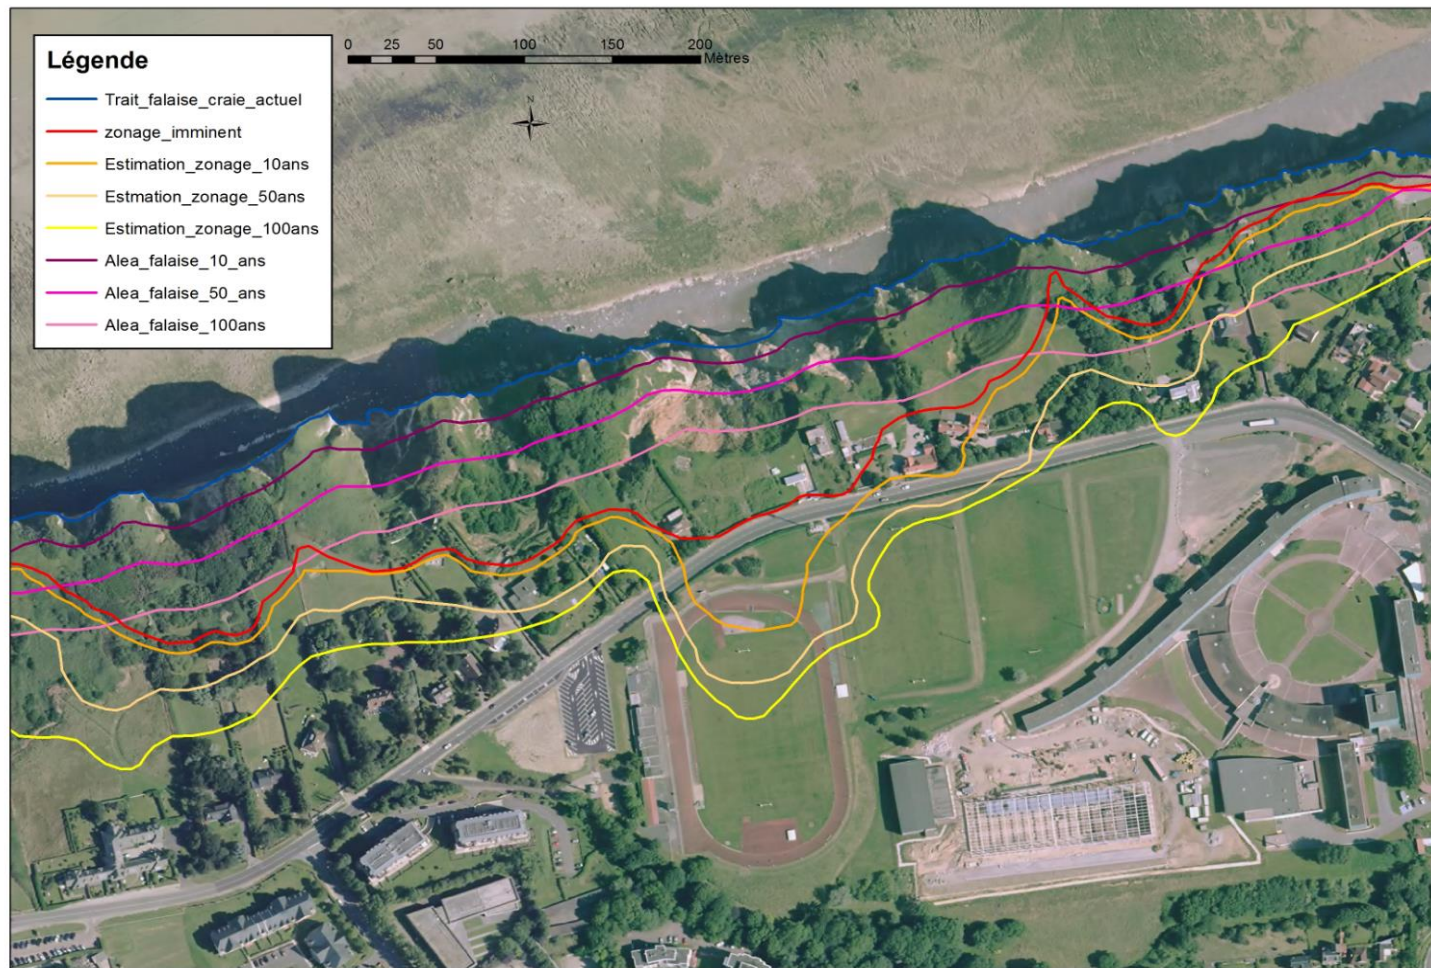 0 25 50 100 150 200
Mètres
Légende
N
Trait_falaise_craie_actuel
zonage_imminent
Estimation_zonage_10ans
Estmation_zonage_50ans
Estimation_zonage_100ans
Alea_falaise_10_ans
Alea_falaise_50_ans
Alea_falaise_100ans